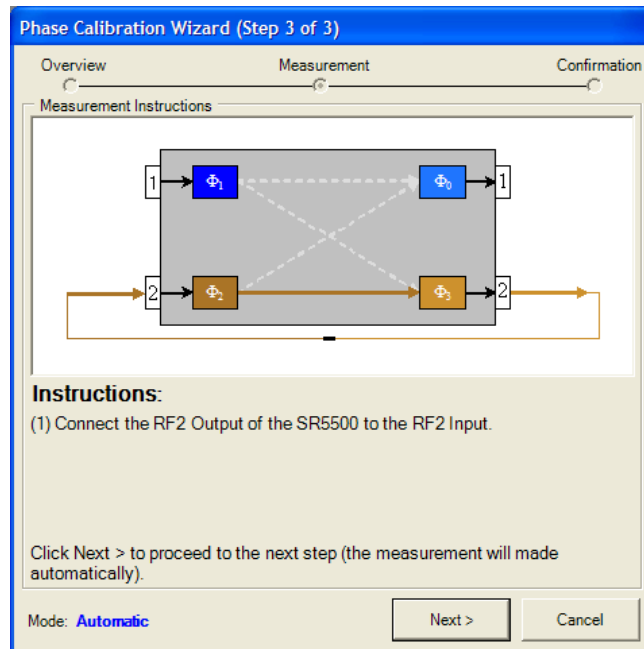 Phase Calibration Wizard (Step 3 of 3)
Overview Measurement Confirmation
Measurement Instructions
1 Φ₁ Φ₀ 1
2 Φ₂ Φ₃ 2
Instructions:
(1) Connect the RF2 Output of the SR5500 to the RF2 Input.
Click Next > to proceed to the next step (the measurement will made
automatically).
Mode: Automatic Next > Cancel